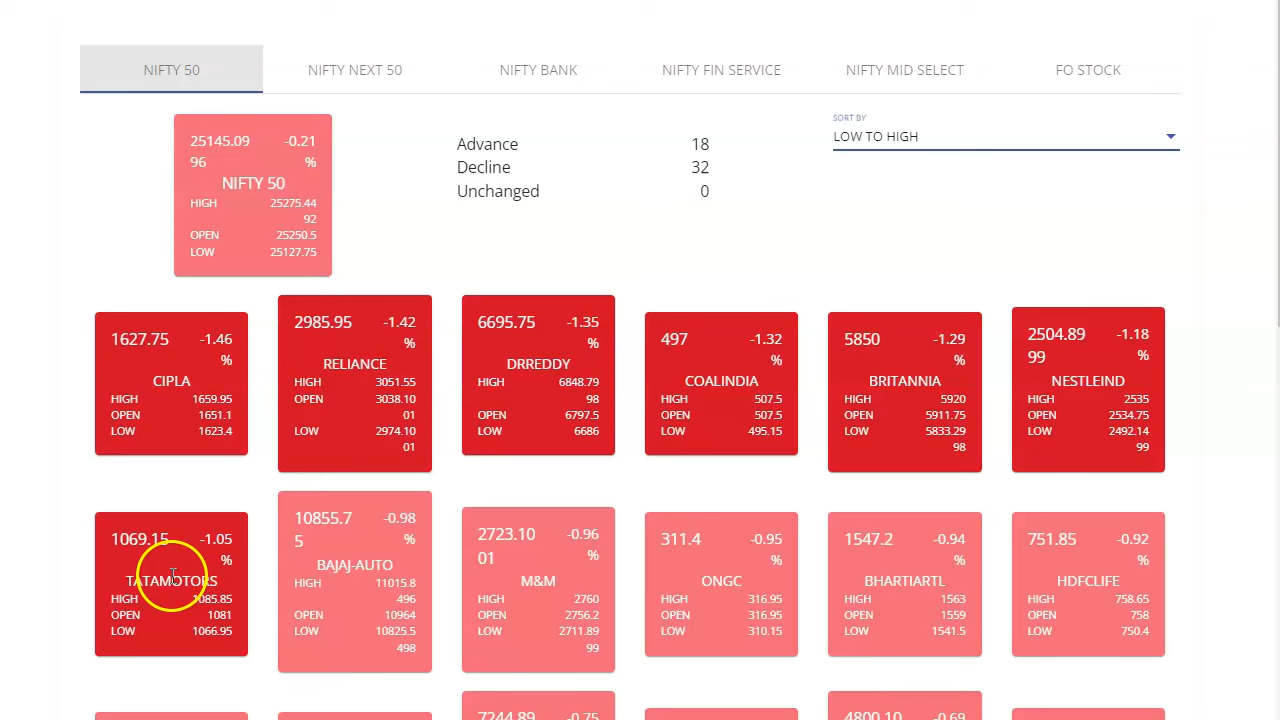 NIFTY 50 NIFTY NEXT 50 NIFTY BANK NIFTY FIN SERVICE NIFTY MID SELECT FO STOCK
25145.09 -0.21
96 %
NIFTY 50
HIGH 25275.44
92
OPEN 25250.5
LOW 25127.75
Advance 18
Decline 32
Unchanged 0
SORT BY
LOW TO HIGH
1627.75 -1.46
%
CIPLA
HIGH 1659.95
OPEN 1651.1
LOW 1623.4
2985.95 -1.42
%
RELIANCE
HIGH 3051.55
OPEN 3038.10
01
LOW 2974.10
01
6695.75 -1.35
%
DRREDDY
HIGH 6848.79
98
OPEN 6797.5
LOW 6686
497 -1.32
%
COALINDIA
HIGH 507.5
OPEN 507.5
LOW 495.15
5850 -1.29
%
BRITANNIA
HIGH 5920
OPEN 5911.75
LOW 5833.29
98
2504.89 -1.18
99 %
NESTLEIND
HIGH 2535
OPEN 2534.75
LOW 2492.14
99
1069.15 -1.05
%
TATAMOTORS
HIGH 1085.85
OPEN 1081
LOW 1066.95
10855.7 -0.98
5 %
BAJAJ-AUTO
HIGH 11015.8
496
OPEN 10964
LOW 10825.5
498
2723.10 -0.96
01 %
M&M
HIGH 2760
OPEN 2756.2
LOW 2711.89
99
311.4 -0.95
%
ONGC
HIGH 316.95
OPEN 316.95
LOW 310.15
1547.2 -0.94
%
BHARTIARTL
HIGH 1563
OPEN 1559
LOW 1541.5
751.85 -0.92
%
HDFCLIFE
HIGH 758.65
OPEN 758
LOW 750.4
7244.89 -0.75
4800.10 -0.69